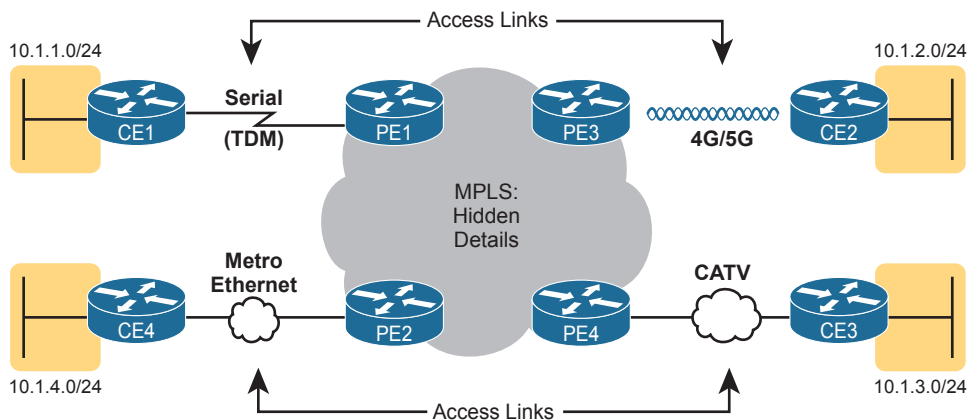 Access Links
10.1.1.0/24
10.1.2.0/24
CE1
Serial
(TDM)
PE1
PE3
4G/5G
CE2
MPLS:
Hidden
Details
Metro
Ethernet
CATV
CE4
PE2
PE4
CE3
10.1.4.0/24
10.1.3.0/24
Access Links